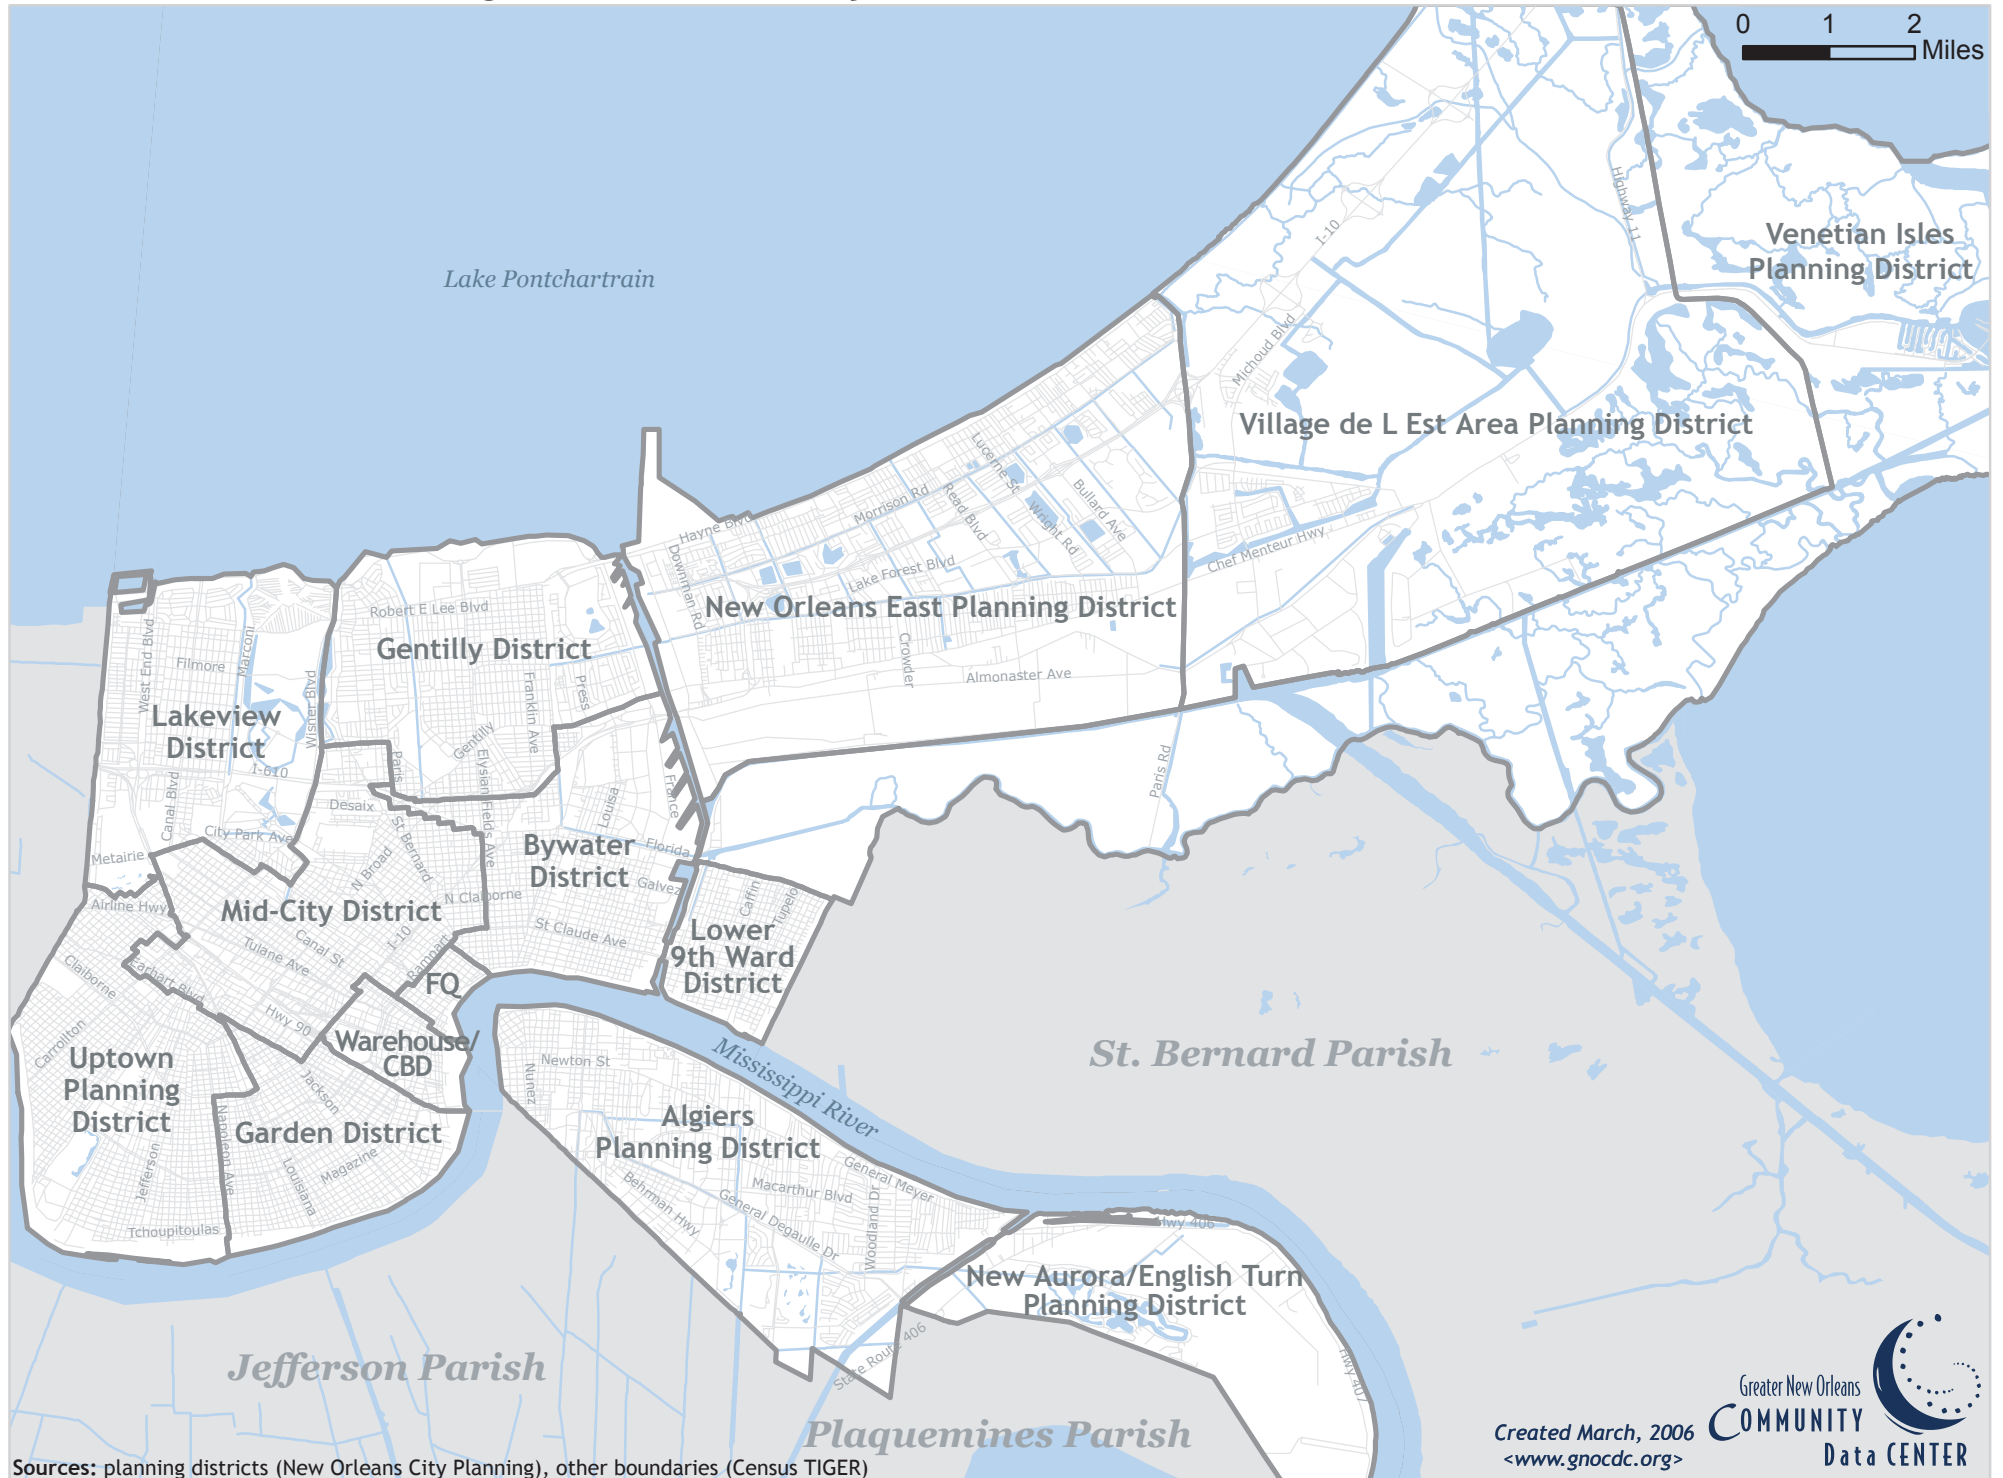 0 1 2
Miles
Lake Pontchartrain
Venetian Isles
Planning District
Highway 11
I-10
Michoud Blvd
Village de L Est Area Planning District
Lucerne St
Bullard Ave
Read Blvd
Wright Rd
Morrison Rd
Hayne Blvd
Downman Rd
Lake Forest Blvd
Chef Menteur Hwy
New Orleans East Planning District
Crowder
Almonaster Ave
Paris Rd
Robert E Lee Blvd
Gentilly District
Franklin Ave
Press
Gentilly
Elysian Fields Ave
Paris
West End Blvd
Filmore
Marconi
Wisner Blvd
Lakeview
District
I-610
Canal Blvd
City Park Ave
Metairie
Desaix
St Bernard
N Broad
Louisa
France
Florida
Galvez
Bywater
District
N Claiborne
St Claude Ave
Airline Hwy
Mid-City District
Canal St
I-10
Tulane Ave
Rampart
Claiborne
Earhart Blvd
Hwy 90
FQ
Caffin
Tupelo
Lower
9th Ward
District
Warehouse/
CBD
Carrollton
Uptown
Planning
District
Jackson
Napoleon Ave
Garden District
Jefferson
Louisiana
Magazine
Tchoupitoulas
Newton St
Nunez
Mississippi River
St. Bernard Parish
Algiers
Planning District
General Meyer
Macarthur Blvd
Behrman Hwy
General Degaulle Dr
Woodland Dr
Hwy 406
New Aurora/English Turn
Planning District
State Route 406
Hwy 407
Jefferson Parish
Plaquemines Parish
Created March, 2006
<www.gnocdc.org>
Greater New Orleans
COMMUNITY
Data CENTER
Sources: planning districts (New Orleans City Planning), other boundaries (Census TIGER)